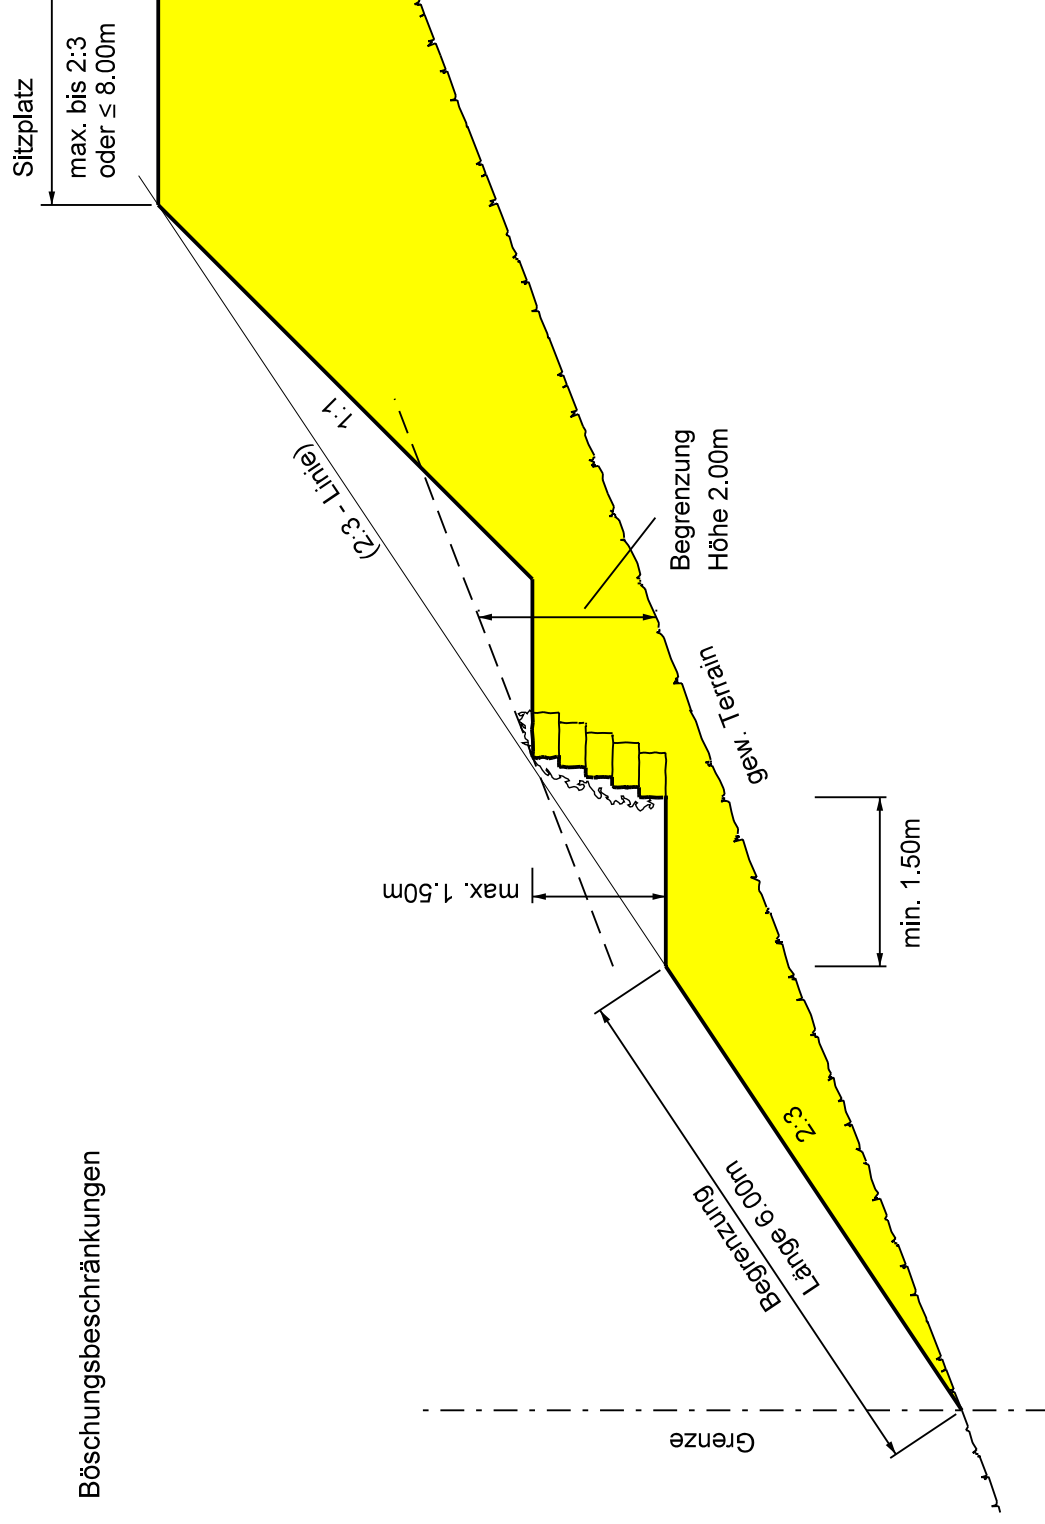 Böschungsbeschränkungen
Sitzplatz
max. bis 2:3
oder ≤ 8.00m
1:1
(2:3 - Linie)
Begrenzung
Höhe 2.00m
gew. Terrain
max. 1.50m
min. 1.50m
2:3
Begrenzung
Länge 6.00m
Grenze